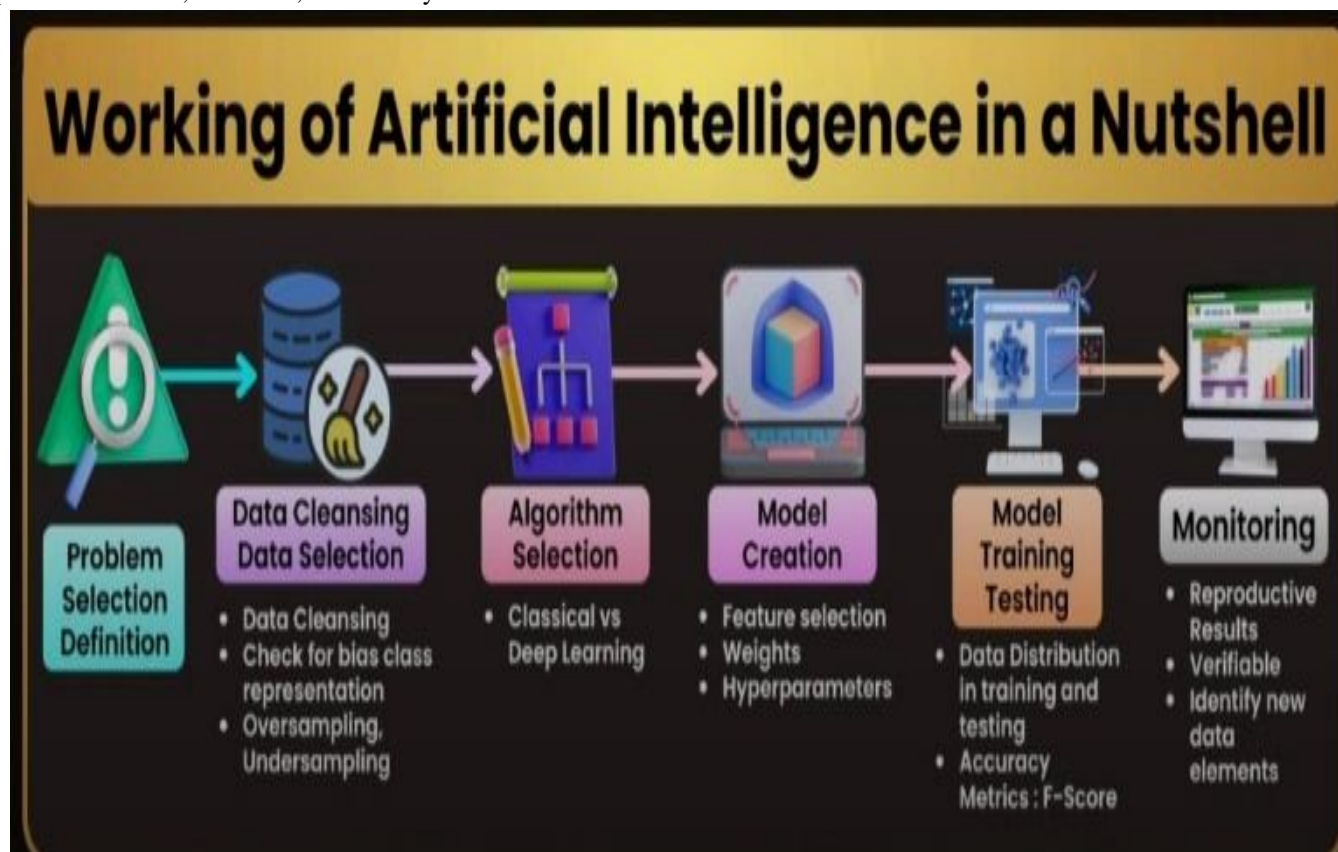 Working of Artificial Intelligence in a Nutshell
Problem
Selection
Definition
Data Cleansing
Data Selection
• Data Cleansing
• Check for bias class
representation
• Oversampling,
Undersampling
Algorithm
Selection
• Classical vs
Deep Learning
Model
Creation
• Feature selection
• Weights
• Hyperparameters
Model
Training
Testing
• Data Distribution
in training and
testing
• Accuracy
Metrics : F-Score
Monitoring
• Reproductive
Results
• Verifiable
• Identify new
data
elements